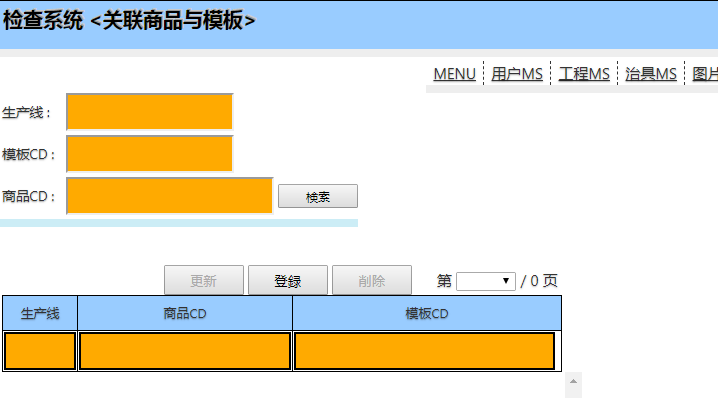 检查系统 <关联商品与模板>
MENU 用户MS 工程MS 治具MS 图片
生产线：
模板CD：
商品CD： 検索
更新 登録 削除 第 / 0 页
生产线 商品CD 模板CD